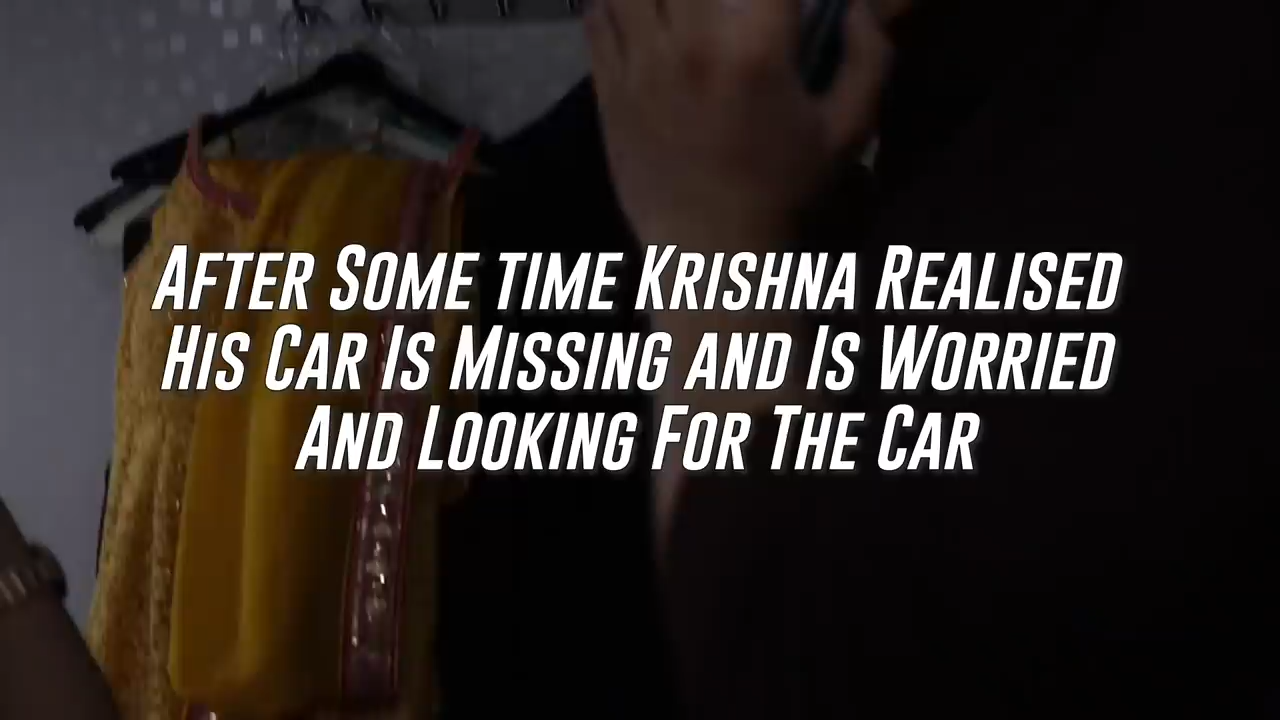 After Some time Krishna Realised
His Car Is Missing and Is Worried
And Looking For The Car